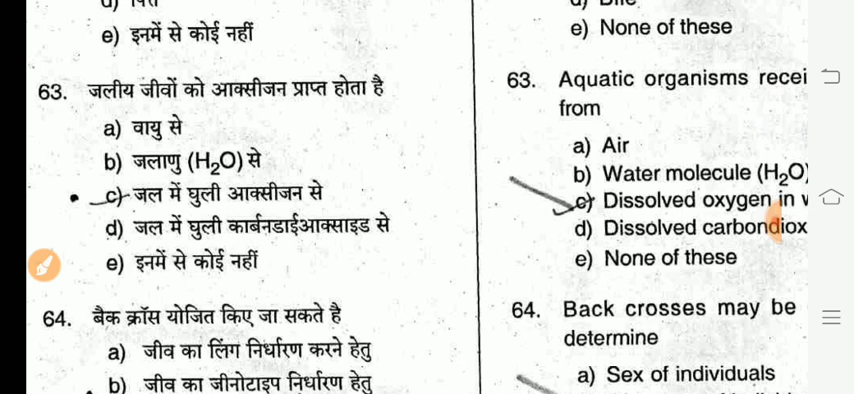 e) इनमें से कोई नहीं
63. जलीय जीवों को आक्सीजन प्राप्त होता है
a) वायु से
b) जलाणु (H₂O) से
c) जल में घुली आक्सीजन से
d) जल में घुली कार्बनडाईआक्साइड से
e) इनमें से कोई नहीं
64. बैक क्रॉस योजित किए जा सकते है
a) जीव का लिंग निर्धारण करने हेतु
b) जीव का जीनोटाइप निर्धारण हेतु
e) None of these
63. Aquatic organisms recei
from
a) Air
b) Water molecule (H₂O)
c) Dissolved oxygen in
d) Dissolved carbondiox
e) None of these
64. Back crosses may be
determine
a) Sex of individuals